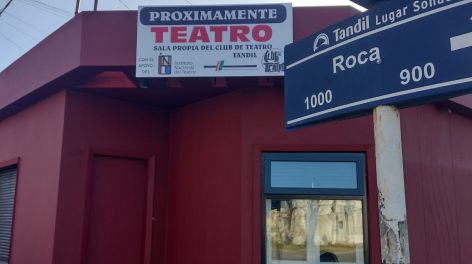 PROXIMAMENTE
TEATRO
SALA PROPIA DEL CLUB DE TEATRO
TANDIL
CON EL
APOYO
DEL
Instituto
Nacional
del Teatro
Tandil Lugar Soñado
Roca
1000 900